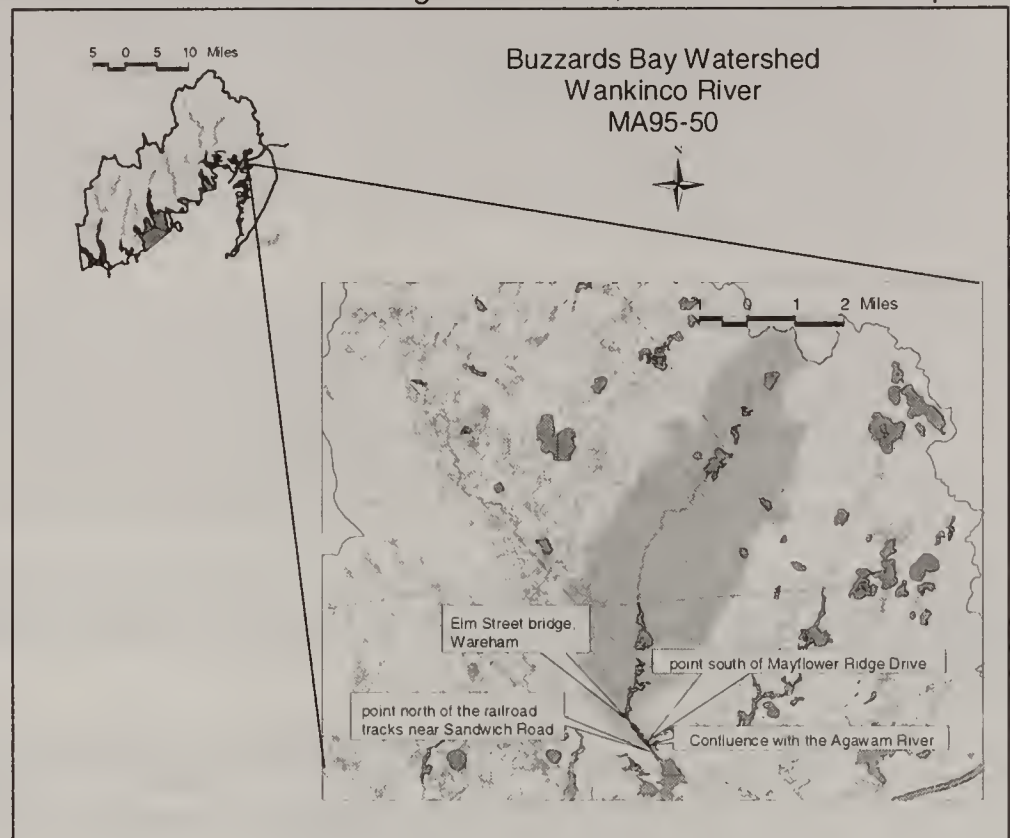 5 0 5 10 Miles
Buzzards Bay Watershed
Wankinco River
MA95-50
N
1 0 1 2 Miles
Elm Street bridge,
Wareham
point south of Mayflower Ridge Drive
point north of the railroad
tracks near Sandwich Road
Confluence with the Agawam River